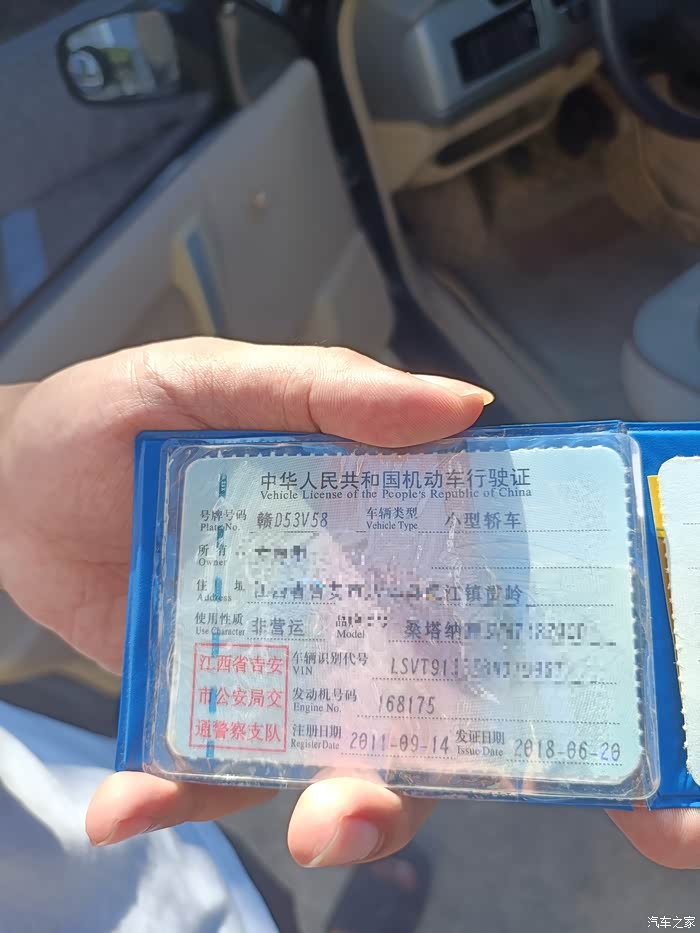 中华人民共和国机动车行驶证
Vehicle License of the People's Republic of China
号牌号码 赣D53V58 车辆类型 小型轿车
Plate No. Vehicle Type
所有
Owner
住 址 江镇 岭
Address
使用性质 非营运 桑塔纳
Use Character Model
江西省吉安
市公安局交
通警察支队
车辆识别代号 LSVT91
VIN
发动机号码 168175
Engine No.
注册日期 2011-09-14 发证日期 2018-06-20
Register Date Issue Date
汽车之家